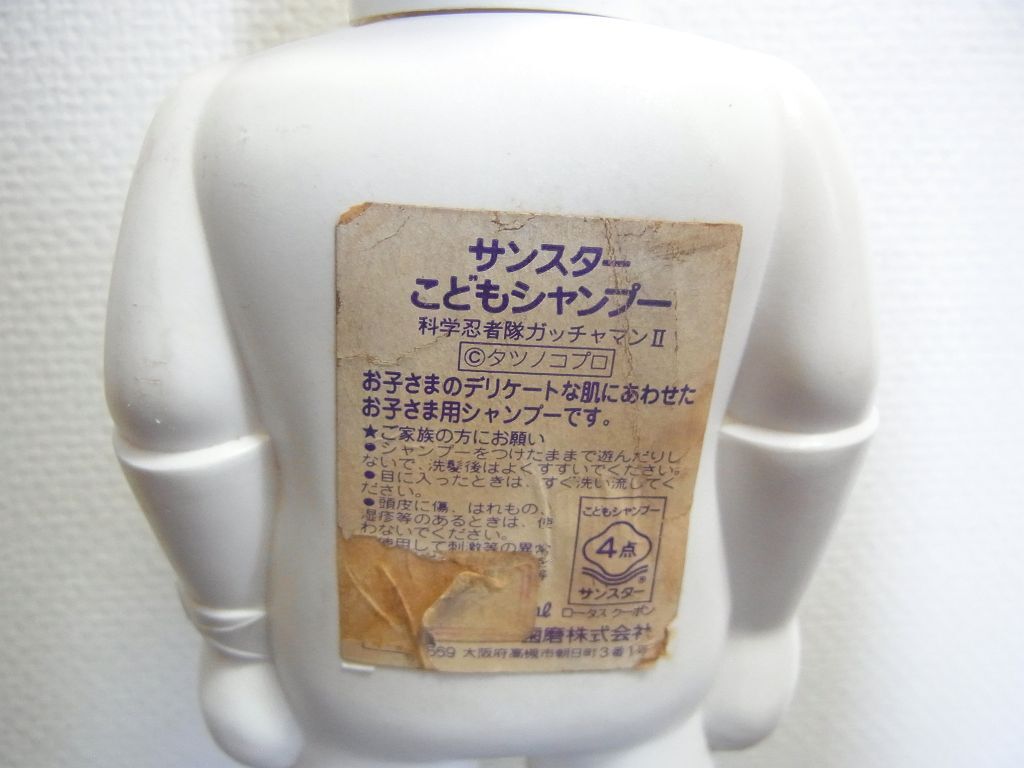 サンスター
こどもシャンプー
科学忍者隊ガッチャマンⅡ
©タツノコプロ
お子さまのデリケートな肌にあわせた
お子さま用シャンプーです。
★ご家族の方にお願い
●シャンプーをつけたままで遊んだりし
ないで、洗髪後はよくすすいでください。
●目に入ったときは、すぐ洗い流してく
ださい。
●頭皮に傷、はれもの、
湿疹等のあるときは、使
わないでください。
使用して刺激等の異常
こどもシャンプー
4点
®
サンスター
ロータスクーポン
歯磨株式会社
569 大阪府高槻市朝日町3番1号